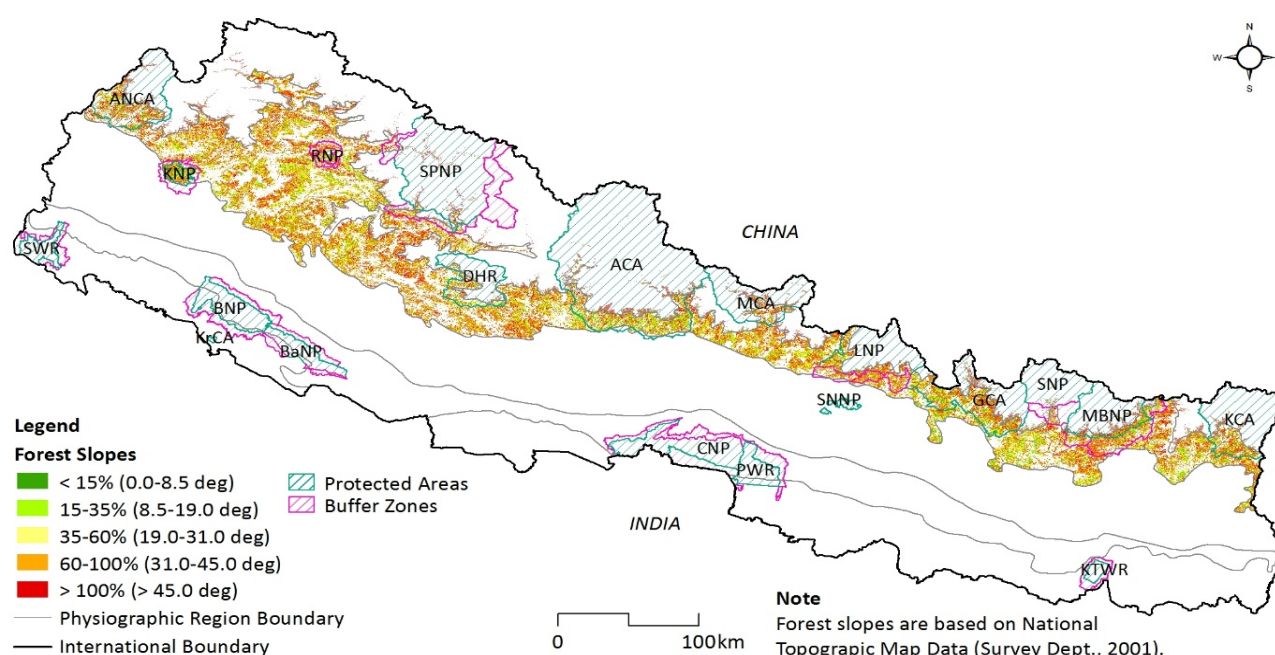 N
W
E
S
ANCA
RNP
KNP
SPNP
CHINA
SWR
DHR
ACA
MCA
BNP
KrCA
BaNP
LNP
SNNP
SNP
GCA
MBNP
KCA
CNP
PWR
INDIA
KTWR
Legend
Forest Slopes
< 15% (0.0-8.5 deg)
15-35% (8.5-19.0 deg)
35-60% (19.0-31.0 deg)
60-100% (31.0-45.0 deg)
> 100% (> 45.0 deg)
Physiographic Region Boundary
International Boundary
Protected Areas
Buffer Zones
0
100km
Note
Forest slopes are based on National
Topograpic Map Data (Survey Dept., 2001).